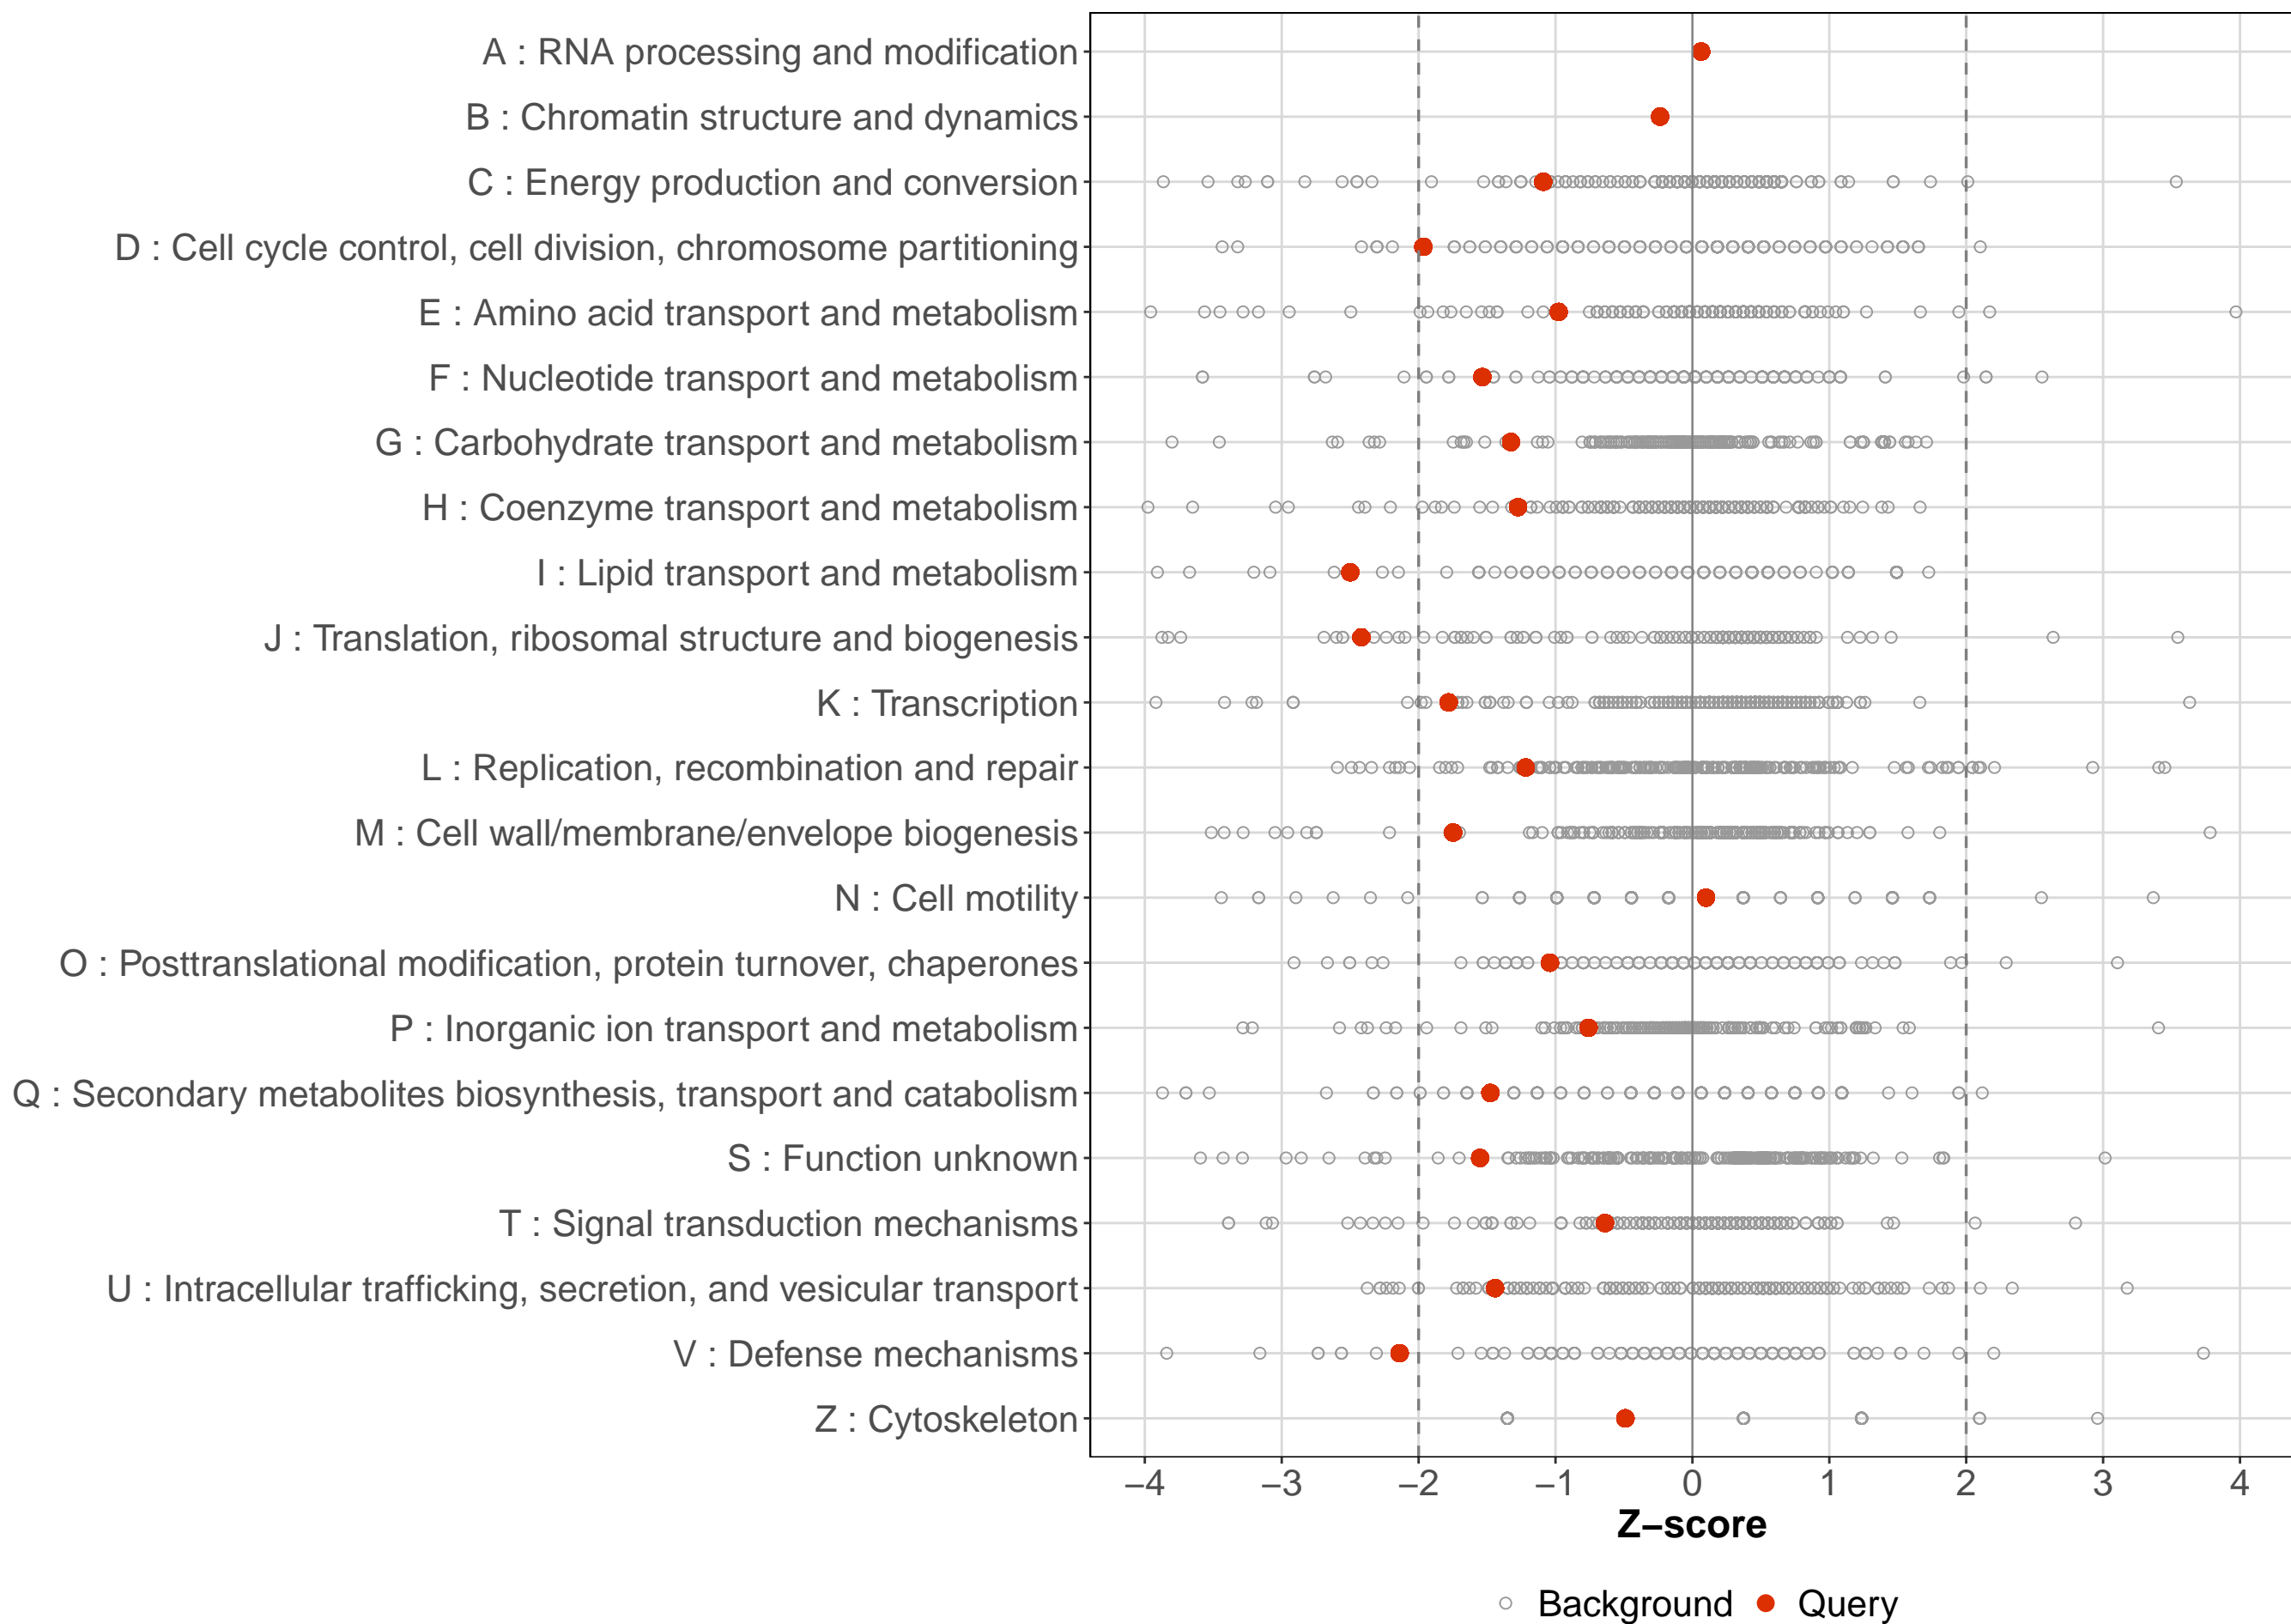 A : RNA processing and modification
B : Chromatin structure and dynamics
C : Energy production and conversion
D : Cell cycle control, cell division, chromosome partitioning
E : Amino acid transport and metabolism
F : Nucleotide transport and metabolism
G : Carbohydrate transport and metabolism
H : Coenzyme transport and metabolism
I : Lipid transport and metabolism
J : Translation, ribosomal structure and biogenesis
K : Transcription
L : Replication, recombination and repair
M : Cell wall/membrane/envelope biogenesis
N : Cell motility
O : Posttranslational modification, protein turnover, chaperones
P : Inorganic ion transport and metabolism
Q : Secondary metabolites biosynthesis, transport and catabolism
S : Function unknown
T : Signal transduction mechanisms
U : Intracellular trafficking, secretion, and vesicular transport
V : Defense mechanisms
Z : Cytoskeleton
−4 −3 −2 −1 0 1 2 3 4
Z−score
Background Query